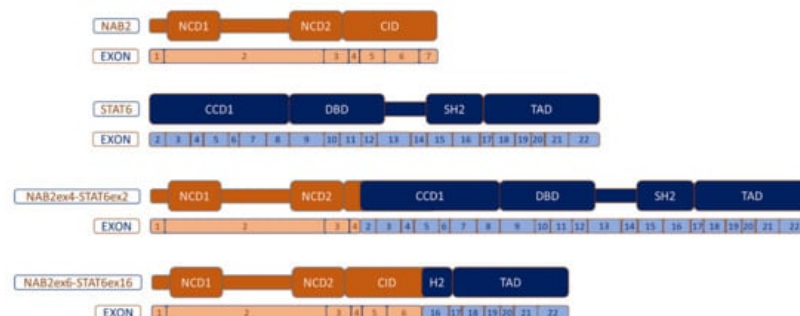 NAB2 NCD1 NCD2 CID
EXON 1 2 3 4 5 6 7
STAT6 CCD1 DBD SH2 TAD
EXON 2 3 4 5 6 7 8 9 10 11 12 13 14 15 16 17 18 19 20 21 22
NAB2ex4-STAT6ex2 NCD1 NCD2 CCD1 DBD SH2 TAD
EXON 1 2 3 4 2 3 4 5 6 7 8 9 10 11 12 13 14 15 16 17 18 19 20 21 22
NAB2ex6-STAT6ex16 NCD1 NCD2 CID H2 TAD
EXON 1 2 3 4 5 6 16 17 18 19 20 21 22